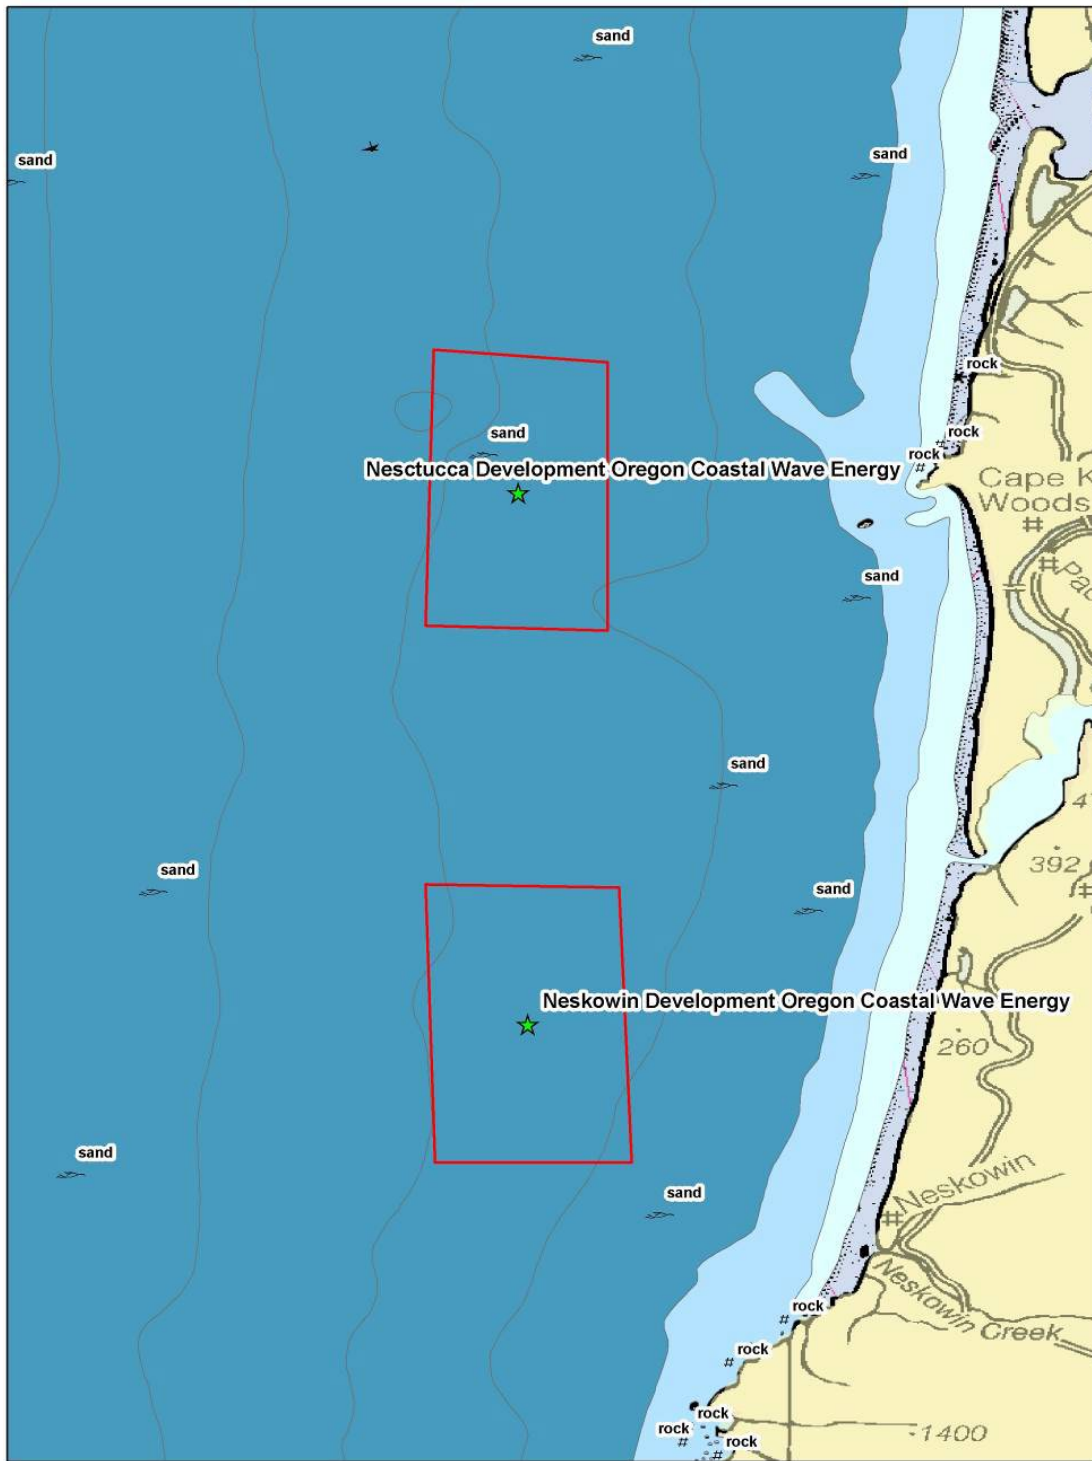 sand
sand
sand
rock
rock
sand
rock
Nesctucca Development Oregon Coastal Wave Energy
Cape K
Woods
Pac
sand
sand
392
sand
sand
Neskowin Development Oregon Coastal Wave Energy
260
sand
Neskowin
sand
Neskowin Creek
rock
rock
rock
rock
rock
1400